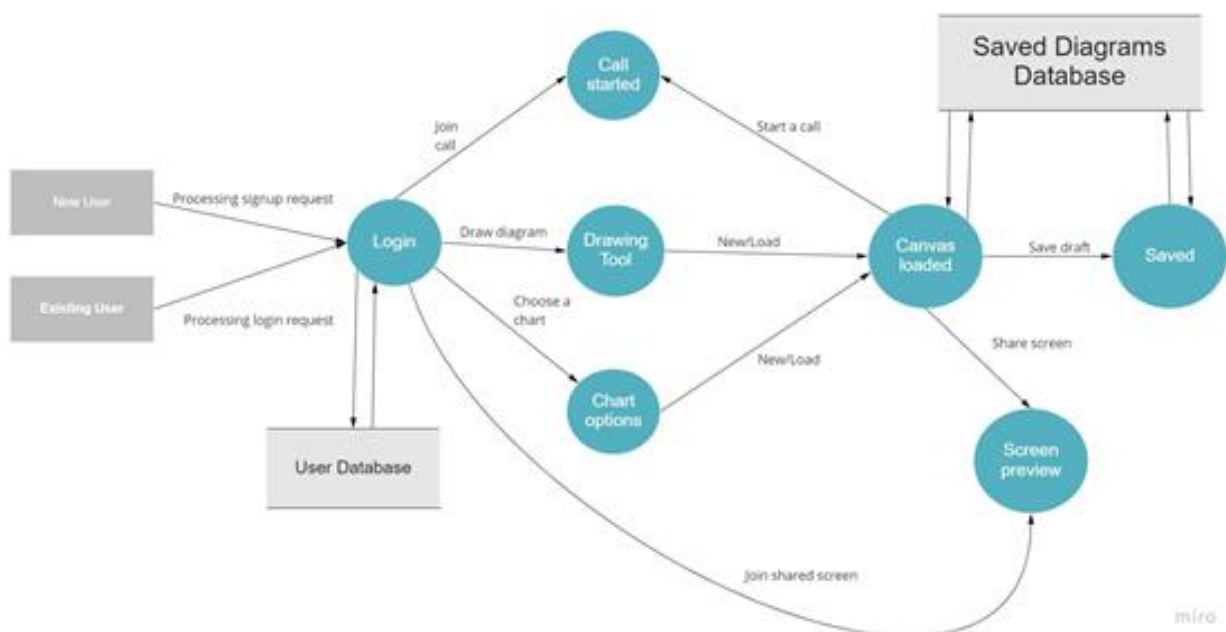 Saved Diagrams
Database
Call
started
Join
call
Start a call
New User
Processing signup request
Login
Draw diagram
Drawing
Tool
New/Load
Canvas
loaded
Save draft
Saved
Existing User
Processing login request
Choose a
chart
New/Load
Share screen
Chart
options
User Database
Screen
preview
Join shared screen
miro